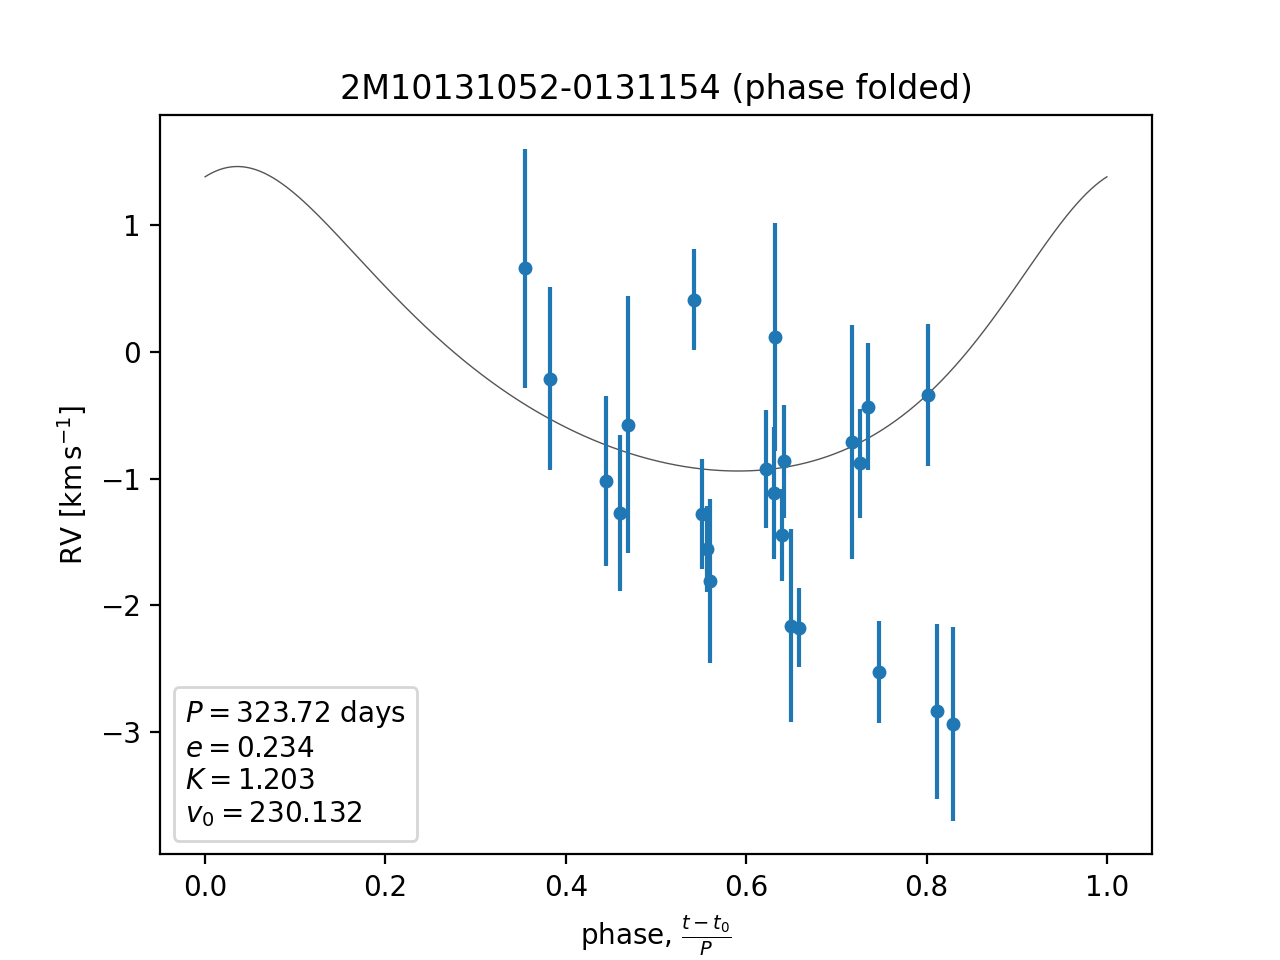 2M10131052-0131154 (phase folded)
RV [km s⁻¹]
1
0
−1
−2
−3
P = 323.72 days
e = 0.234
K = 1.203
v₀ = 230.132
0.0 0.2 0.4 0.6 0.8 1.0
phase, (t − t₀)/P